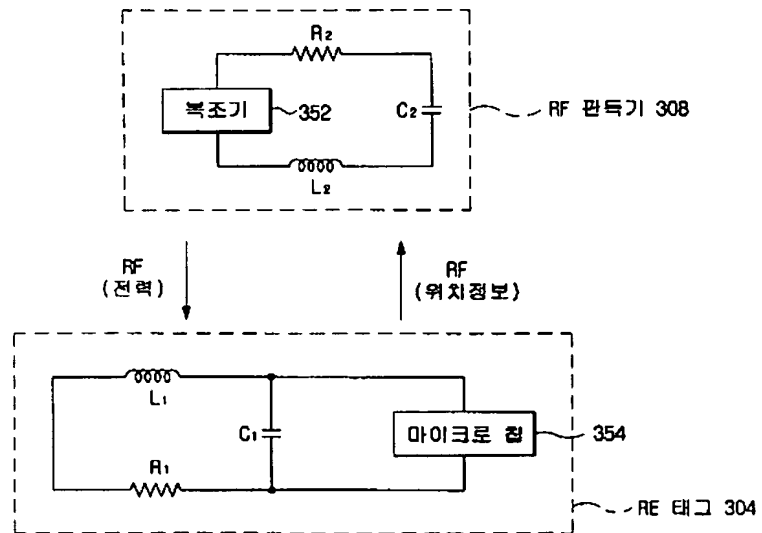 R₂
복조기
352
C₂
RF 판독기 308
L₂
RF
(전력)
RF
(위치정보)
L₁
C₁
마이크로 칩
354
R₁
RE 태그 304